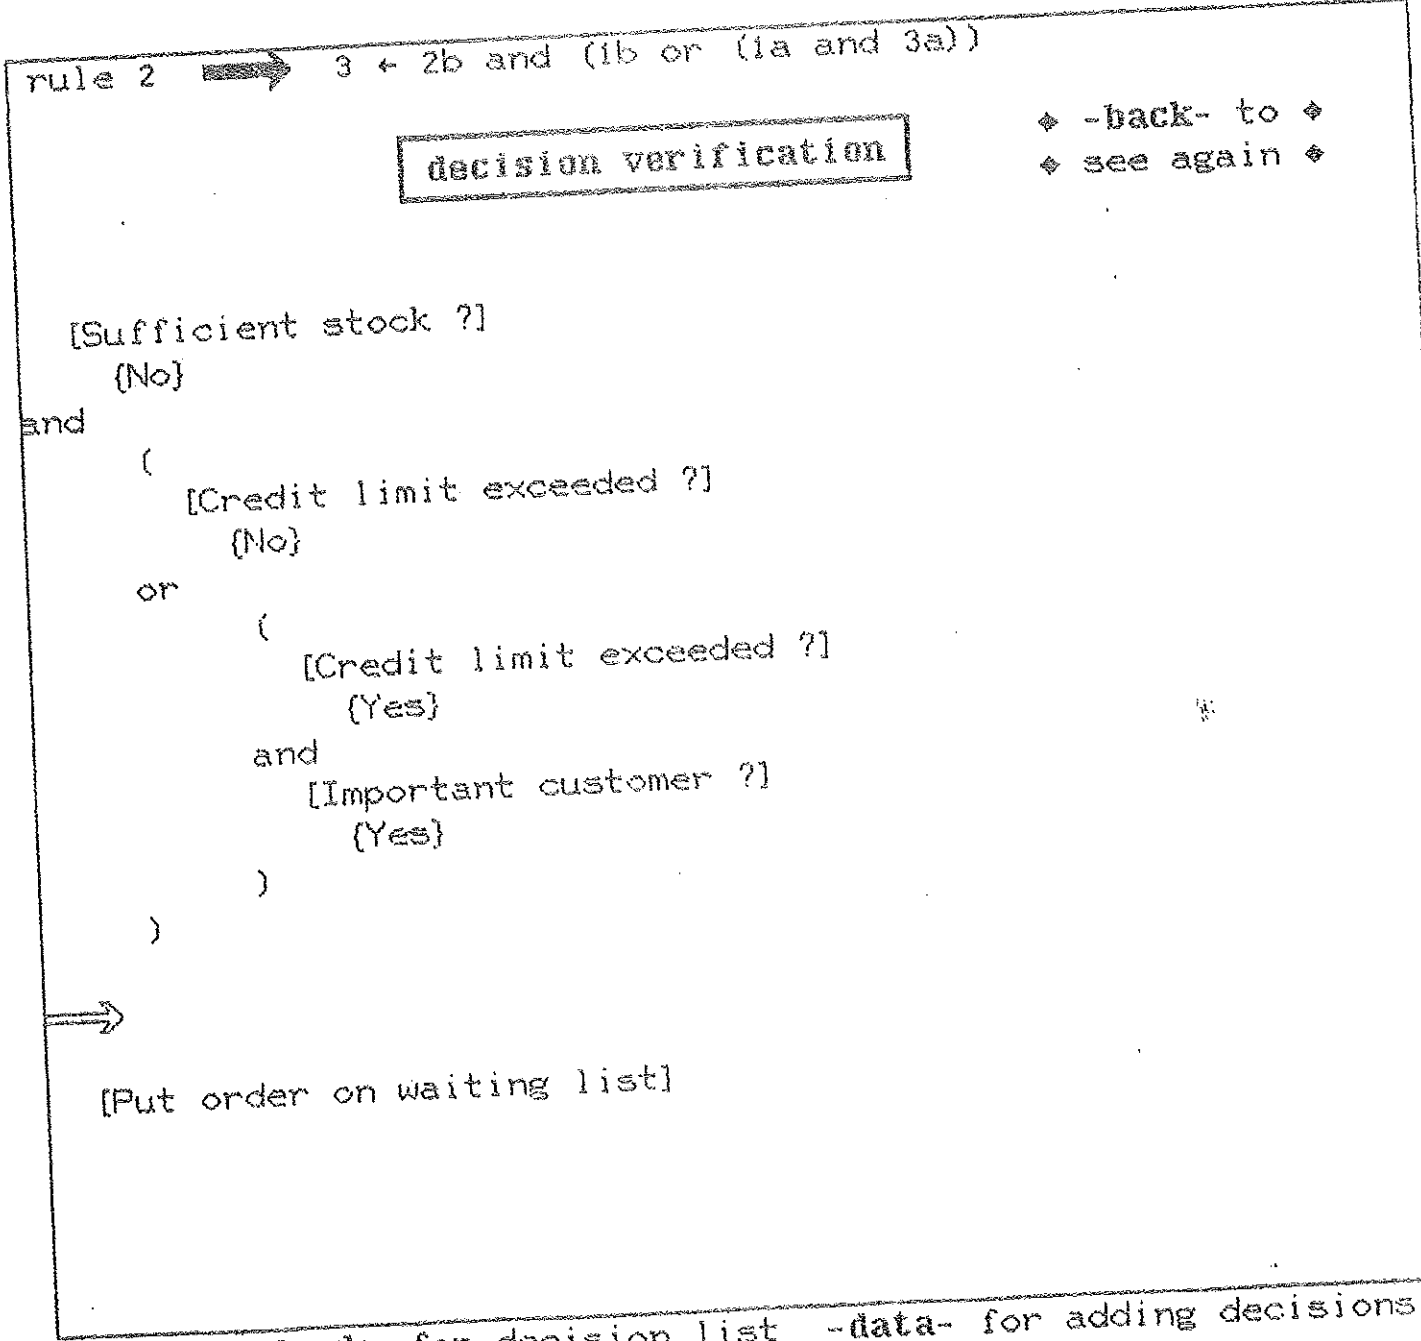 rule 2 ➡ 3 ← 2b and (1b or (1a and 3a))
decision verification
◆ -back- to ◆
◆ see again ◆
[Sufficient stock ?]
{No}
and
(
[Credit limit exceeded ?]
{No}
or
(
[Credit limit exceeded ?]
{Yes}
and
[Important customer ?]
{Yes}
)
)
⇒
[Put order on waiting list]
for decision list -data- for adding decisions